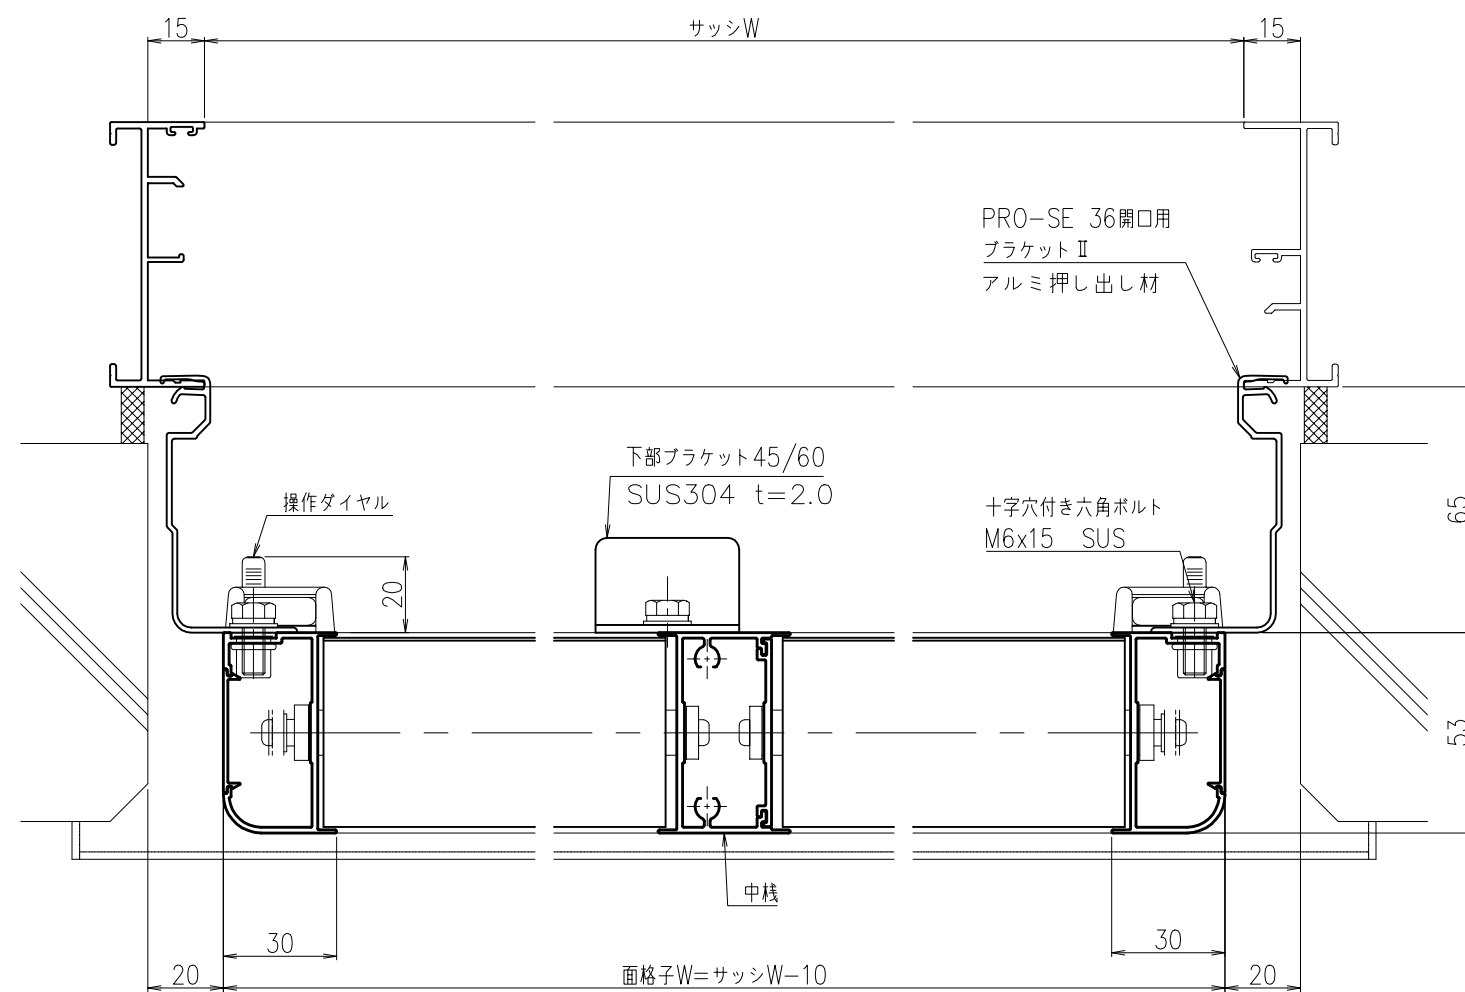 15
サッシW
15
PRO-SE 36開口用
ブラケットⅡ
アルミ押し出し材
下部ブラケット45/60
SUS304 t=2.0
操作ダイヤル
十字穴付き六角ボルト
M6x15 SUS
65
20
53
中桟
30
30
20
面格子W=サッシW-10
20